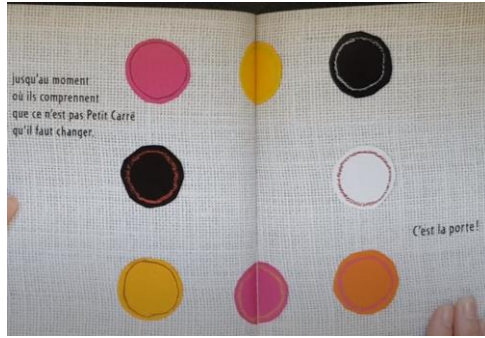 jusqu'au moment
où ils comprennent
que ce n'est pas Petit Carré
qu'il faut changer.
C'est la porte!